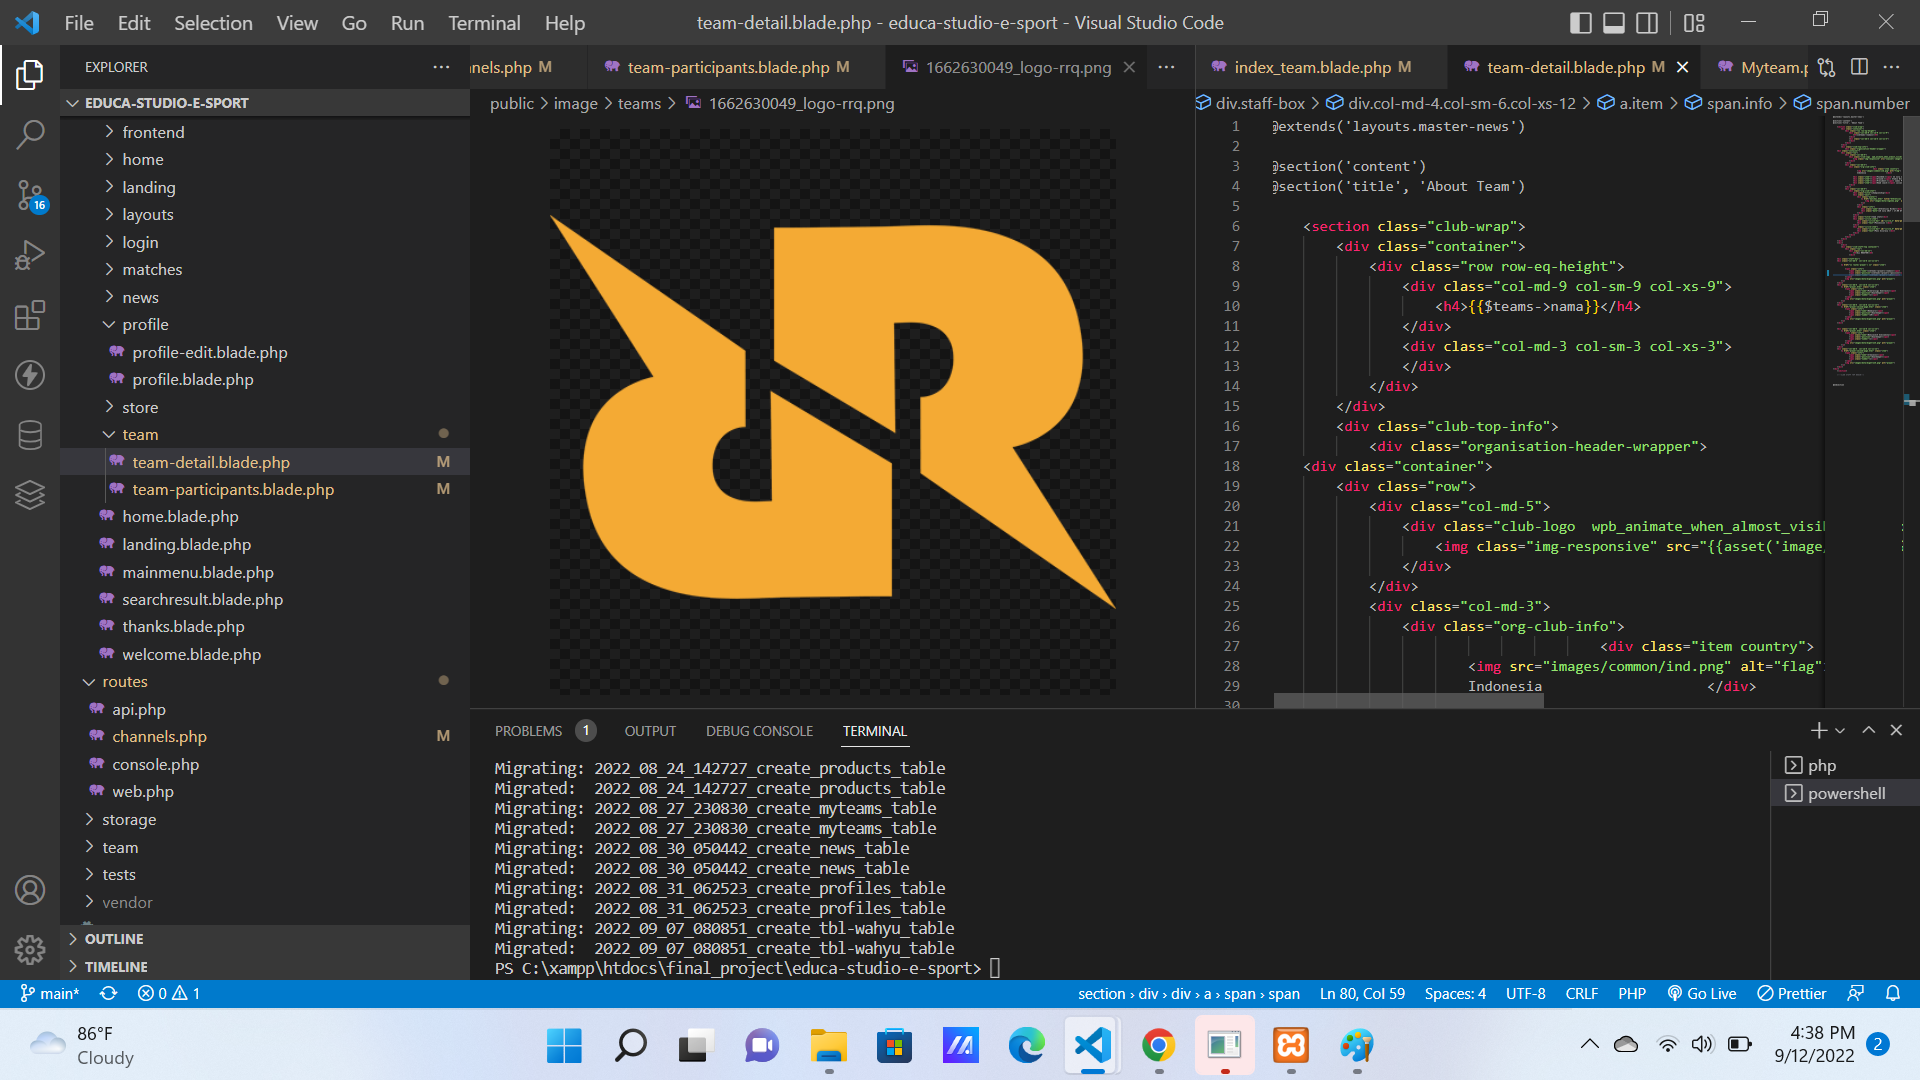 File Edit Selection View Go Run Terminal Help
team-detail.blade.php - educa-studio-e-sport - Visual Studio Code
EXPLORER
EDUCA-STUDIO-E-SPORT
frontend
home
landing
layouts
login
matches
news
profile
profile-edit.blade.php
profile.blade.php
store
team
team-detail.blade.php M
team-participants.blade.php M
home.blade.php
landing.blade.php
mainmenu.blade.php
searchresult.blade.php
thanks.blade.php
welcome.blade.php
routes
api.php
channels.php M
console.php
web.php
storage
team
tests
vendor
OUTLINE
TIMELINE
16
nels.php M team-participants.blade.php M 1662630049_logo-rrq.png
public > image > teams > 1662630049_logo-rrq.png
index_team.blade.php M team-detail.blade.php M Myteam.p
div.staff-box > div.col-md-4.col-sm-6.col-xs-12 > a.item > span.info > span.number
1 @extends('layouts.master-news')
2
3 @section('content')
4 @section('title', 'About Team')
5
6 <section class="club-wrap">
7 <div class="container">
8 <div class="row row-eq-height">
9 <div class="col-md-9 col-sm-9 col-xs-9">
10 <h4>{{$teams->nama}}</h4>
11 </div>
12 <div class="col-md-3 col-sm-3 col-xs-3">
13 </div>
14 </div>
15 </div>
16 <div class="club-top-info">
17 <div class="organisation-header-wrapper">
18 <div class="container">
19 <div class="row">
20 <div class="col-md-5">
21 <div class="club-logo  wpb_animate_when_almost_visi
22 <img class="img-responsive" src="{{asset('image
23 </div>
24 </div>
25 <div class="col-md-3">
26 <div class="org-club-info">
27 <div class="item country">
28 <img src="images/common/ind.png" alt="flag"
29 Indonesia </div>
30
PROBLEMS 1 OUTPUT DEBUG CONSOLE TERMINAL
Migrating: 2022_08_24_142727_create_products_table
Migrated:  2022_08_24_142727_create_products_table
Migrating: 2022_08_27_230830_create_myteams_table
Migrated:  2022_08_27_230830_create_myteams_table
Migrating: 2022_08_30_050442_create_news_table
Migrated:  2022_08_30_050442_create_news_table
Migrating: 2022_08_31_062523_create_profiles_table
Migrated:  2022_08_31_062523_create_profiles_table
Migrating: 2022_09_07_080851_create_tbl-wahyu_table
Migrated:  2022_09_07_080851_create_tbl-wahyu_table
PS C:\xampp\htdocs\final_project\educa-studio-e-sport>
php
powershell
main* 0 1 section › div › div › a › span › span Ln 80, Col 59 Spaces: 4 UTF-8 CRLF PHP Go Live Prettier
86°F
Cloudy
4:38 PM
9/12/2022
2